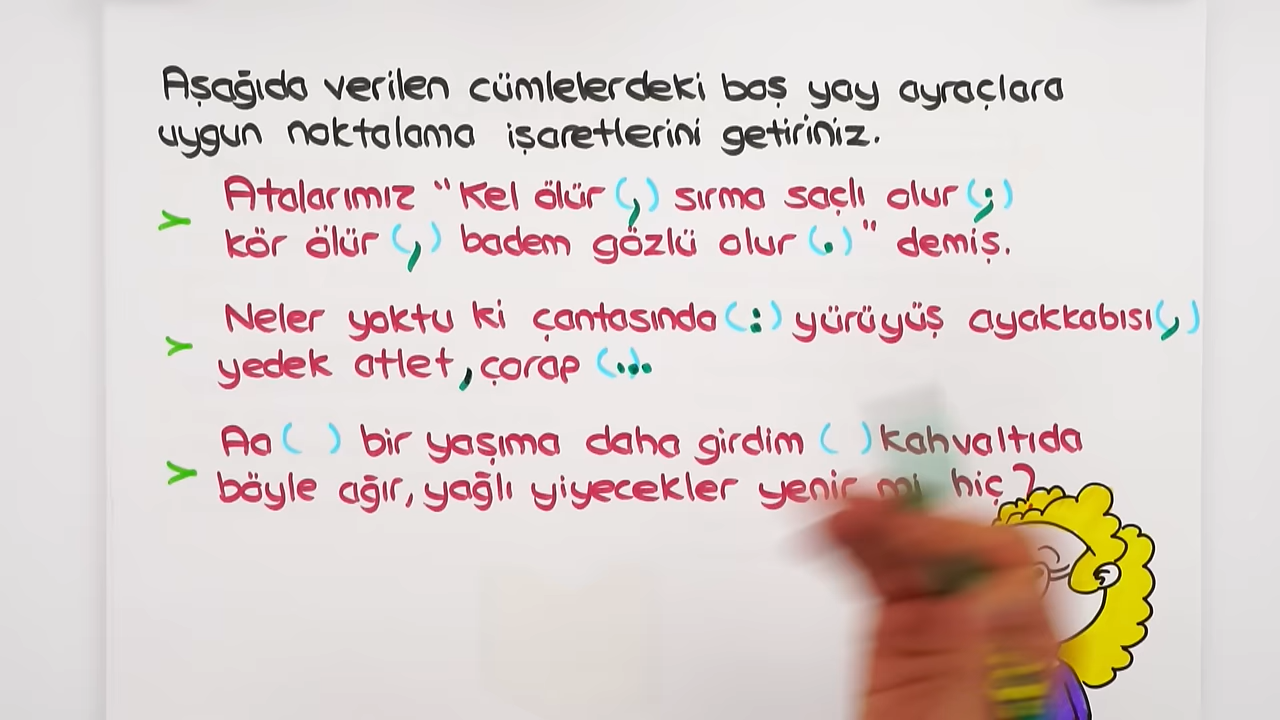 Aşağıda verilen cümlelerdeki boş yay ayraçlara
uygun noktalama işaretlerini getiriniz.
➤ Atalarımız "Kel ölür (,) sırma saçlı olur (;)
kör ölür (,) badem gözlü olur (.)" demiş.
➤ Neler yoktu ki çantasında (:) yürüyüş ayakkabısı(,)
yedek atlet, çorap (...)
➤ Aa ( ) bir yaşıma daha girdim ( ) kahvaltıda
böyle ağır, yağlı yiyecekler yenir mi hiç?